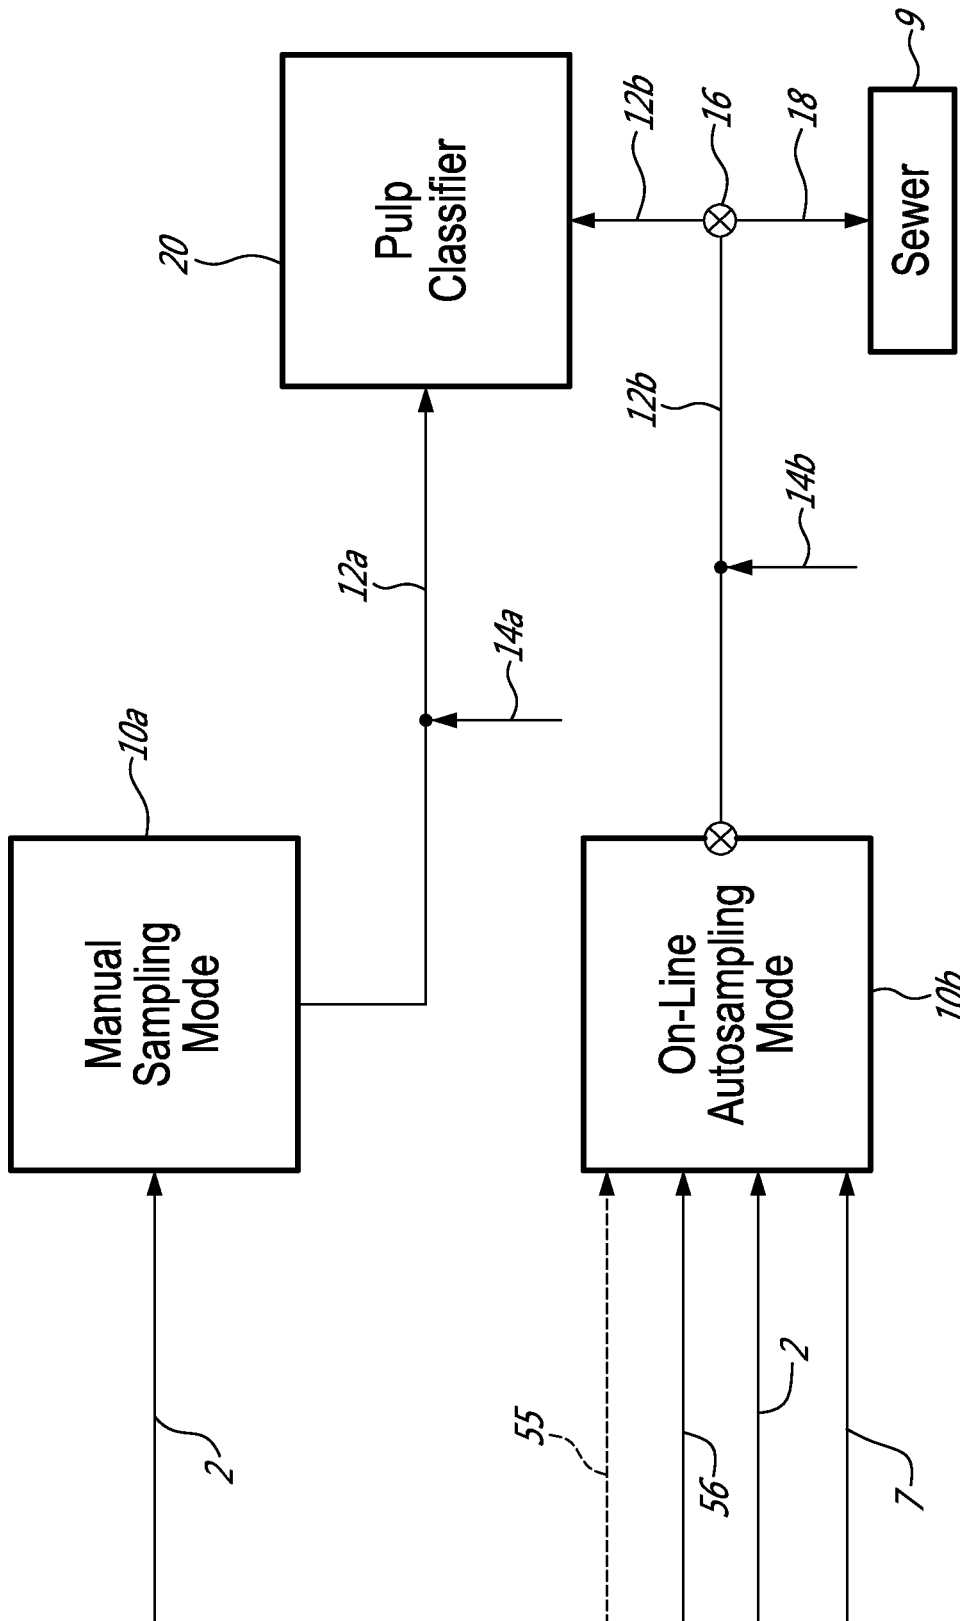 2
Manual
Sampling
Mode
10a
12a
14a
20
Pulp
Classifier
12b
16
18
9
Sewer
12b
14b
55
56
2
7
On-Line
Autosampling
Mode
10b